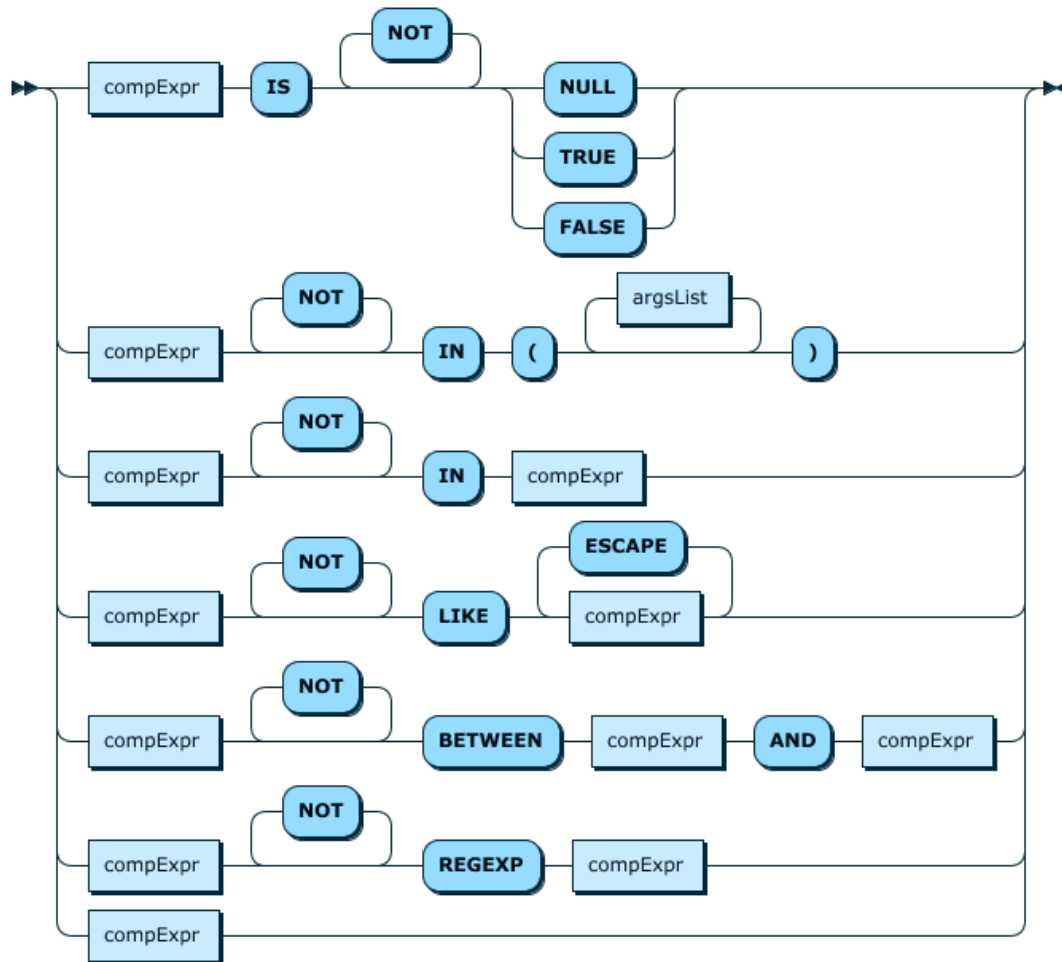 NOT
compExpr IS NULL
TRUE
FALSE
NOT argsList
compExpr IN ( )
NOT
compExpr IN compExpr
NOT ESCAPE
compExpr LIKE compExpr
NOT
compExpr BETWEEN compExpr AND compExpr
NOT
compExpr REGEXP compExpr
compExpr